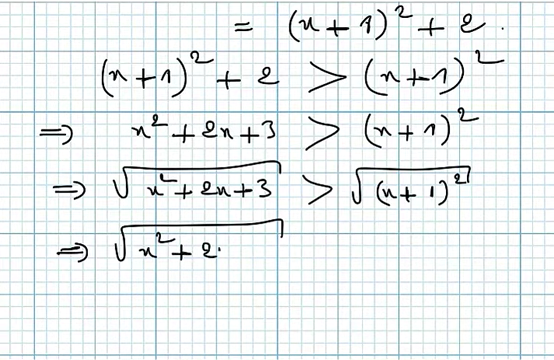 = (x + 1)² + 2.
(x + 1)² + 2 > (x + 1)²
⇒ x² + 2x + 3 > (x + 1)²
⇒ √(x² + 2x + 3) > √((x + 1)²)
⇒ √(x² + 2